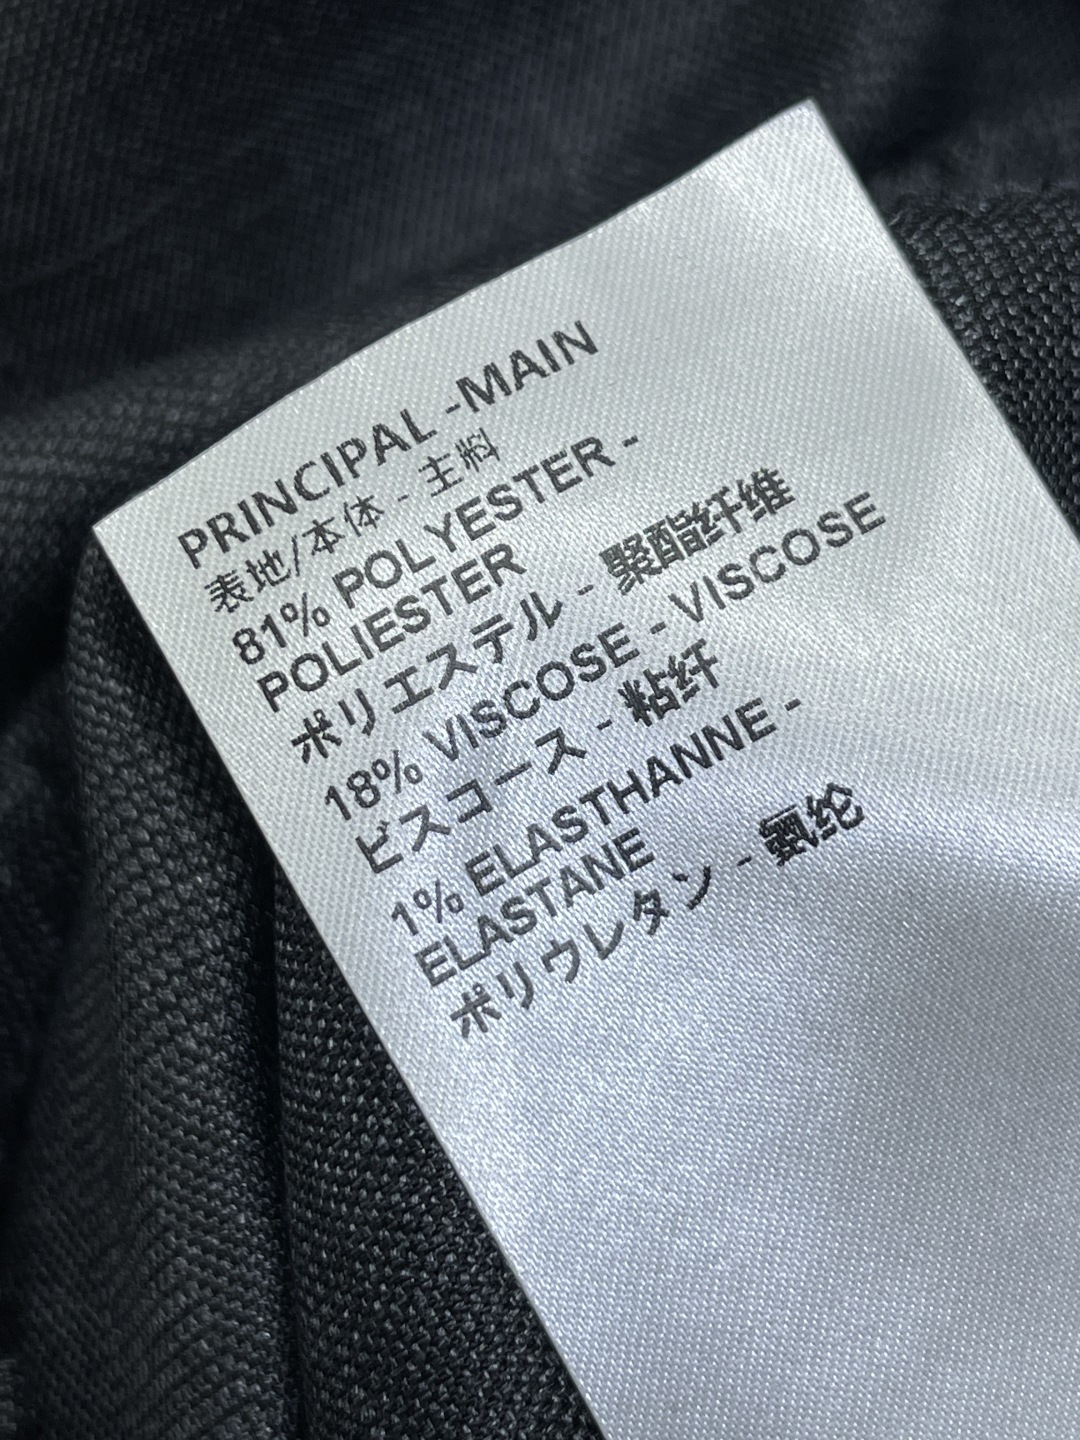 PRINCIPAL -MAIN
表地/本体 - 主料
81% POLYESTER -
POLIESTER
ポリエステル - 聚酯纤维
18% VISCOSE - VISCOSE
ビスコース - 粘纤
1% ELASTHANNE -
ELASTANE
ポリウレタン - 氨纶